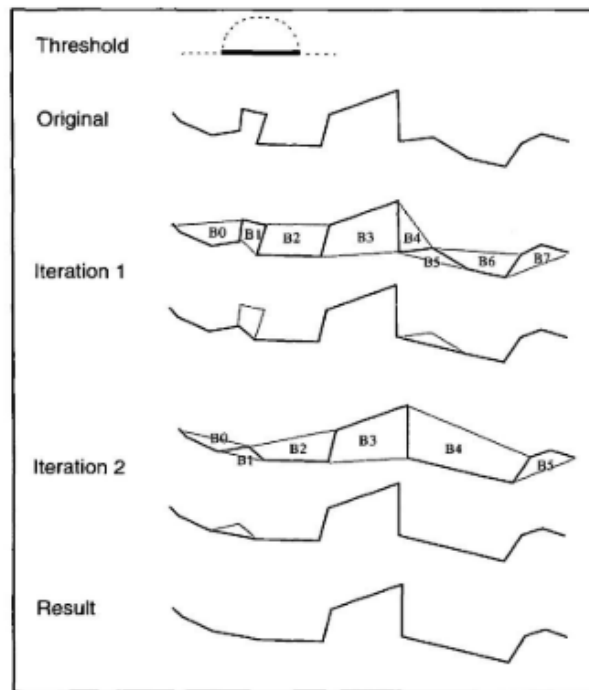 Threshold
Original
B0 B1 B2 B3 B4 B5 B6 B7
Iteration 1
B0 B1 B2 B3 B4 B5
Iteration 2
Result